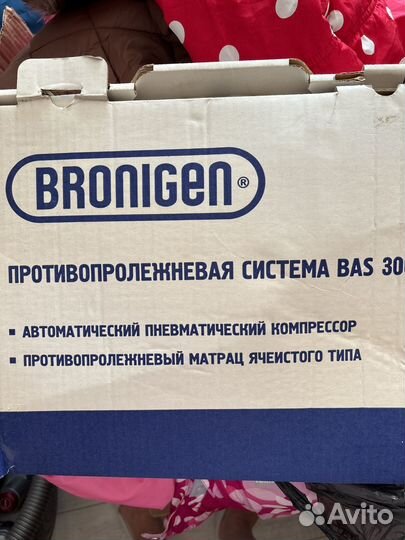 BRONIGEN®
ПРОТИВОПРОЛЕЖНЕВАЯ СИСТЕМА BAS 30
▪ АВТОМАТИЧЕСКИЙ ПНЕВМАТИЧЕСКИЙ КОМПРЕССОР
▪ ПРОТИВОПРОЛЕЖНЕВЫЙ МАТРАЦ ЯЧЕИСТОГО ТИПА
Avito